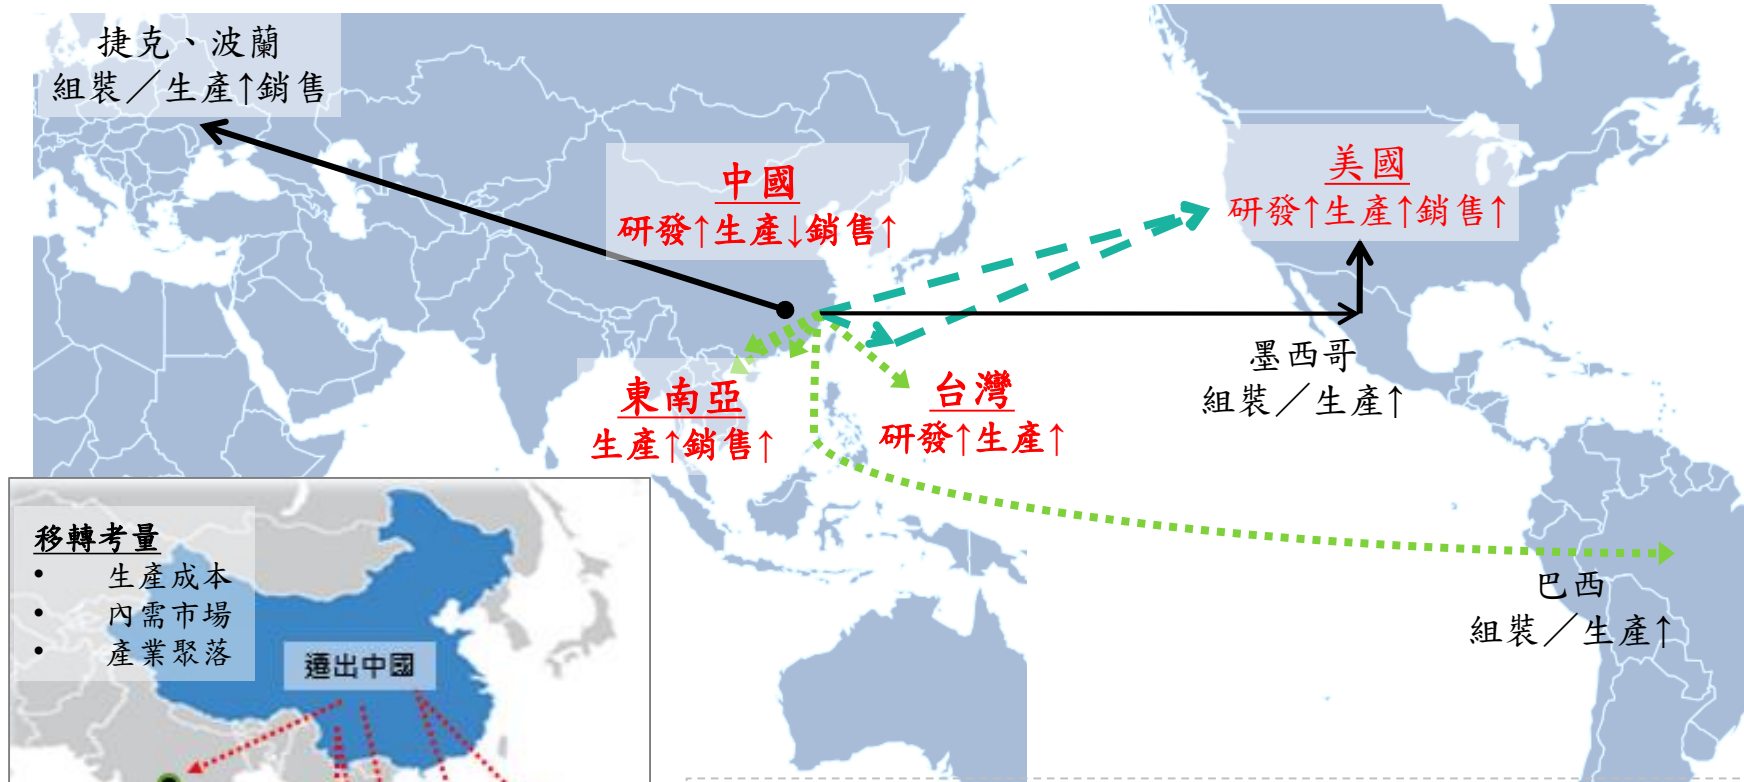 捷克、波蘭
組裝／生產↑銷售
中國
研發↑生產↓銷售↑
美國
研發↑生產↑銷售↑
墨西哥
組裝／生產↑
東南亞
生產↑銷售↑
台灣
研發↑生產↑
巴西
組裝／生產↑
移轉考量
• 生產成本
• 內需市場
• 產業聚落
遷出中國